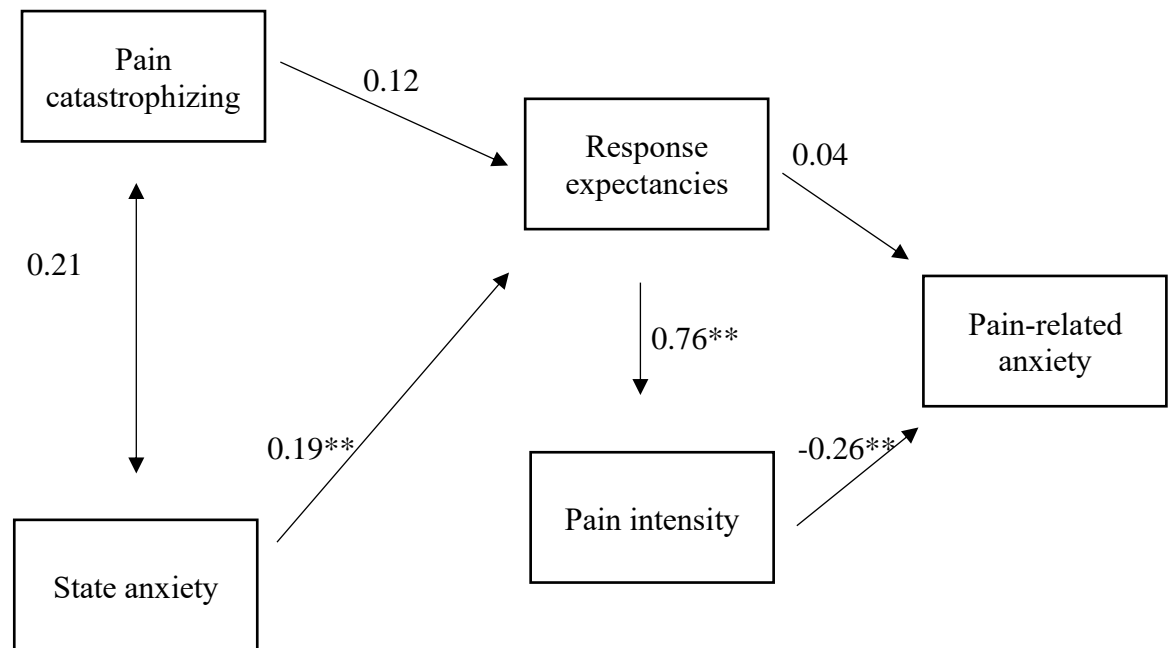 Pain
catastrophizing
0.12
Response
expectancies
0.04
0.21
Pain-related
anxiety
0.76**
0.19**
-0.26**
Pain intensity
State anxiety